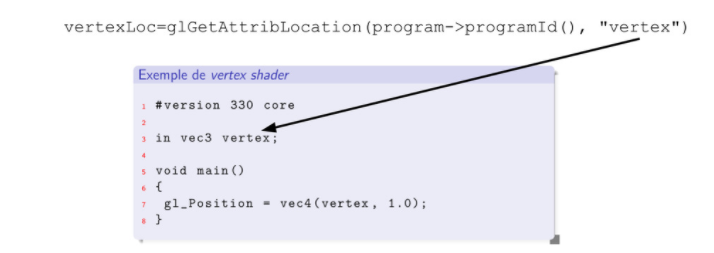 vertexLoc=glGetAttribLocation(program->programId(), "vertex")
Exemple de vertex shader
1 #version 330 core
2
3 in vec3 vertex;
4
5 void main()
6 {
7 gl_Position = vec4(vertex, 1.0);
8 }